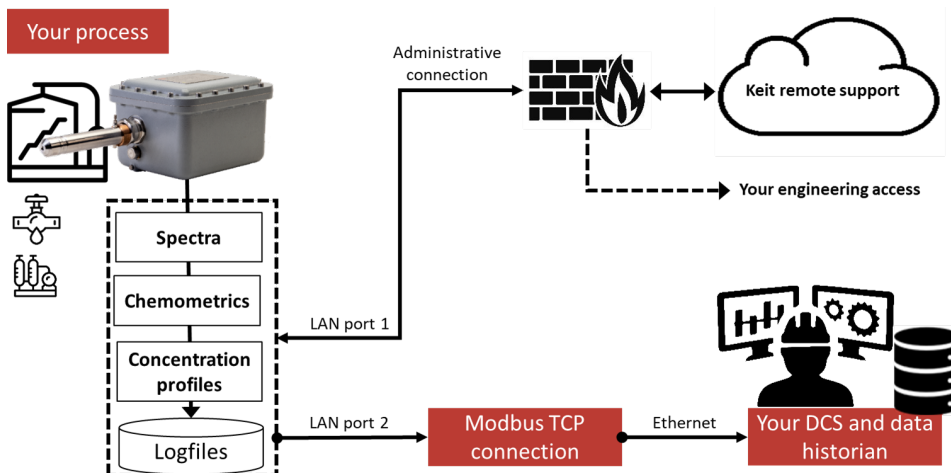 Your process
Administrative
connection
Keit remote support
Your engineering access
Spectra
Chemometrics
LAN port 1
Concentration
profiles
LAN port 2
Modbus TCP
connection
Ethernet
Your DCS and data
historian
Logfiles